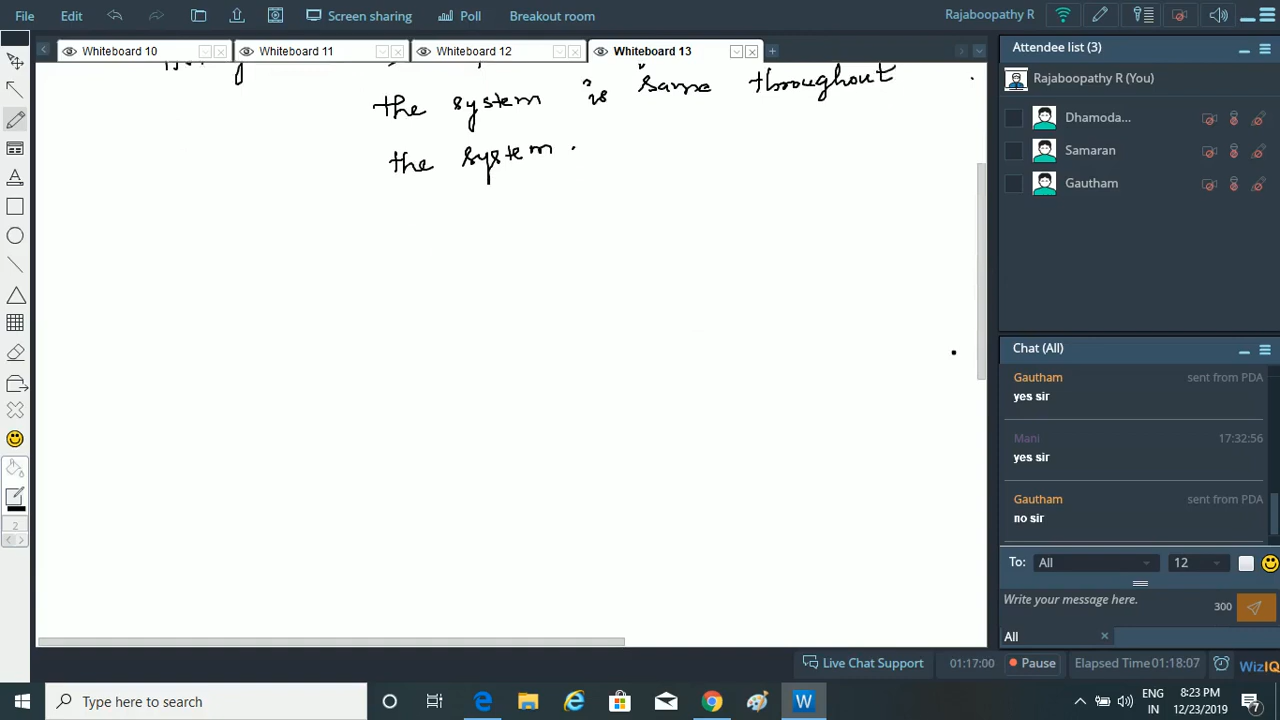 File Edit Screen sharing Poll Breakout room Rajaboopathy R
Whiteboard 10 Whiteboard 11 Whiteboard 12 Whiteboard 13 +
the system is same throughout
the system.
Attendee list (3)
Rajaboopathy R (You)
Dhamoda...
Samaran
Gautham
Chat (All)
Gautham sent from PDA
yes sir
Mani 17:32:56
yes sir
Gautham sent from PDA
no sir
To: All 12
Write your message here. 300
All
Live Chat Support 01:17:00 Pause Elapsed Time 01:18:07 WizIQ
2
Type here to search
ENG 8:23 PM
IN 12/23/2019 7